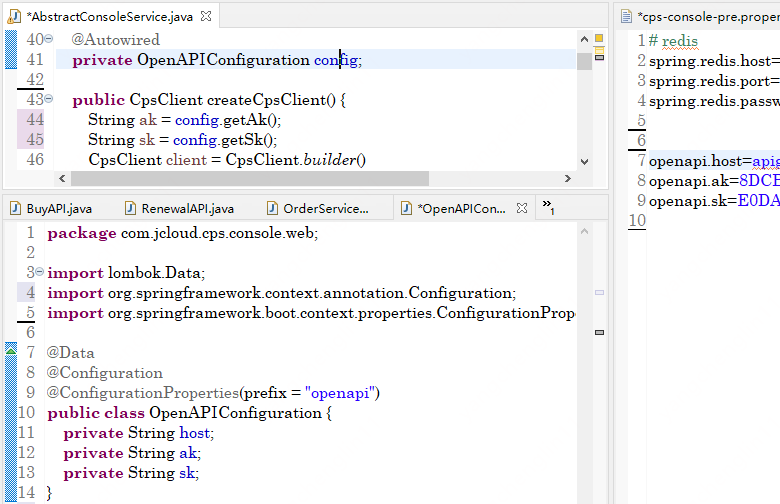 *AbstractConsoleService.java
40 @Autowired
41 private OpenAPIConfiguration config;
42
43 public CpsClient createCpsClient() {
44 String ak = config.getAk();
45 String sk = config.getSk();
46 CpsClient client = CpsClient.builder()
BuyAPI.java RenewalAPI.java OrderService... *OpenAPICon... »1
1 package com.jcloud.cps.console.web;
2
3 import lombok.Data;
4 import org.springframework.context.annotation.Configuration;
5 import org.springframework.boot.context.properties.ConfigurationProp
6
7 @Data
8 @Configuration
9 @ConfigurationProperties(prefix = "openapi")
10 public class OpenAPIConfiguration {
11 private String host;
12 private String ak;
13 private String sk;
14 }
*cps-console-pre.proper
1 # redis
2 spring.redis.host=
3 spring.redis.port=
4 spring.redis.passw
5
6
7 openapi.host=apig
8 openapi.ak=8DCE
9 openapi.sk=E0DA
10